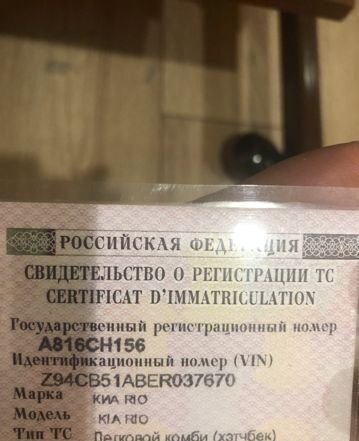 РОССИЙСКАЯ ФЕДЕРАЦИЯ
СВИДЕТЕЛЬСТВО О РЕГИСТРАЦИИ ТС
CERTIFICAT D'IMMATRICULATION
Государственный регистрационный номер
А816СН156
Идентификационный номер (VIN)
Z94CB51ABER037670
Марка КИА RIO
Модель KIA RIO
Тип ТС Легковой комби (хэтчбек)